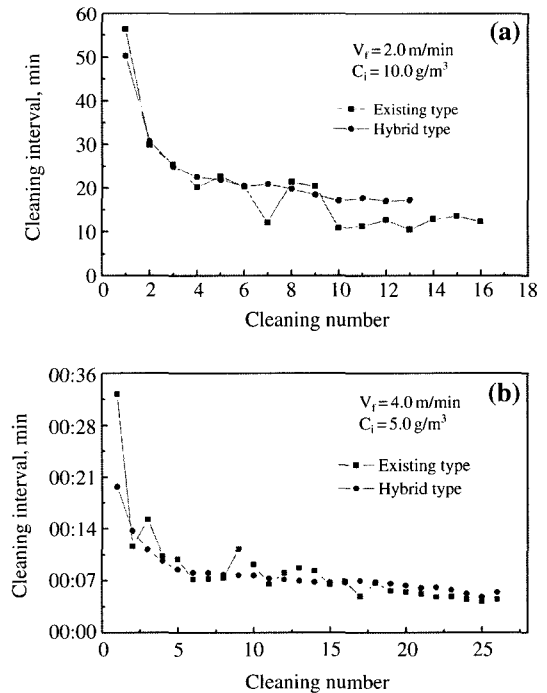 (a)
V_f = 2.0 m/min
C_i = 10.0 g/m³
Existing type
Hybrid type
Cleaning interval, min
60
50
40
30
20
10
0
0 2 4 6 8 10 12 14 16 18
Cleaning number
(b)
V_f = 4.0 m/min
C_i = 5.0 g/m³
Existing type
Hybrid type
Cleaning interval, min
00:36
00:28
00:21
00:14
00:07
00:00
0 5 10 15 20 25
Cleaning number